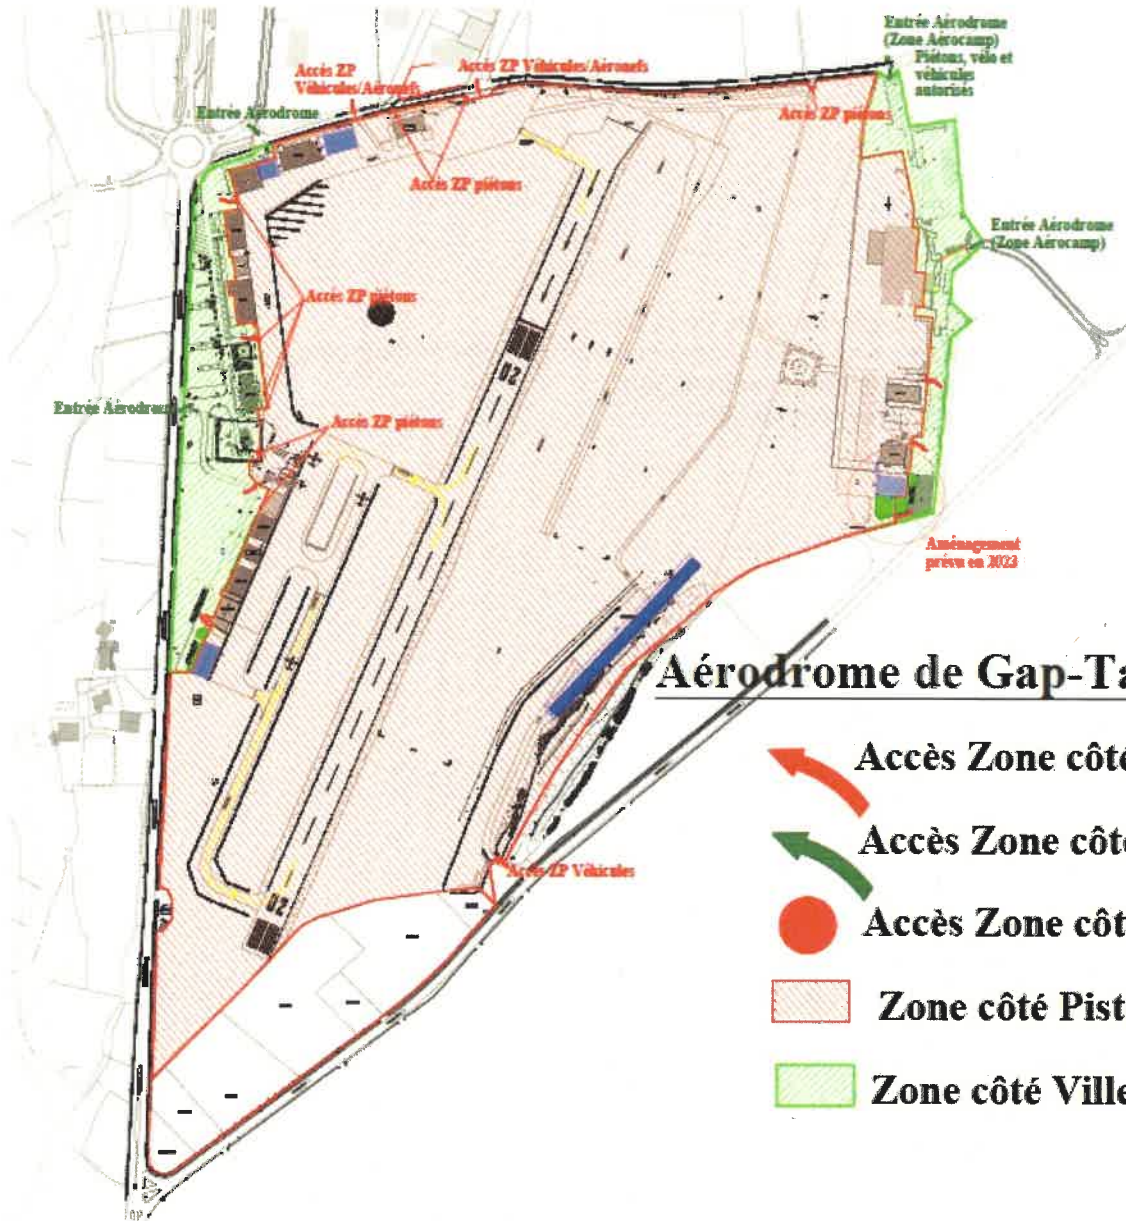 Entrée Aérodrome
(Zone Aérocamp)
Piétons, vélo et
véhicules
autorisés
Accès ZP
Véhicules/Aéronefs
Accès ZP Véhicules/Aéronefs
Entrée Aérodrome
Accès ZP piétons
Accès ZP piétons
Entrée Aérodrome
(Zone Aérocamp)
Accès ZP piétons
02
Entrée Aérodrome
Accès ZP piétons
Aménagement
prévu en 2023
Aérodrome de Gap-Ta
Accès Zone côté
Accès Zone côté
Accès ZP Véhicules
02
Accès Zone côt
Zone côté Pist
Zone côté Ville